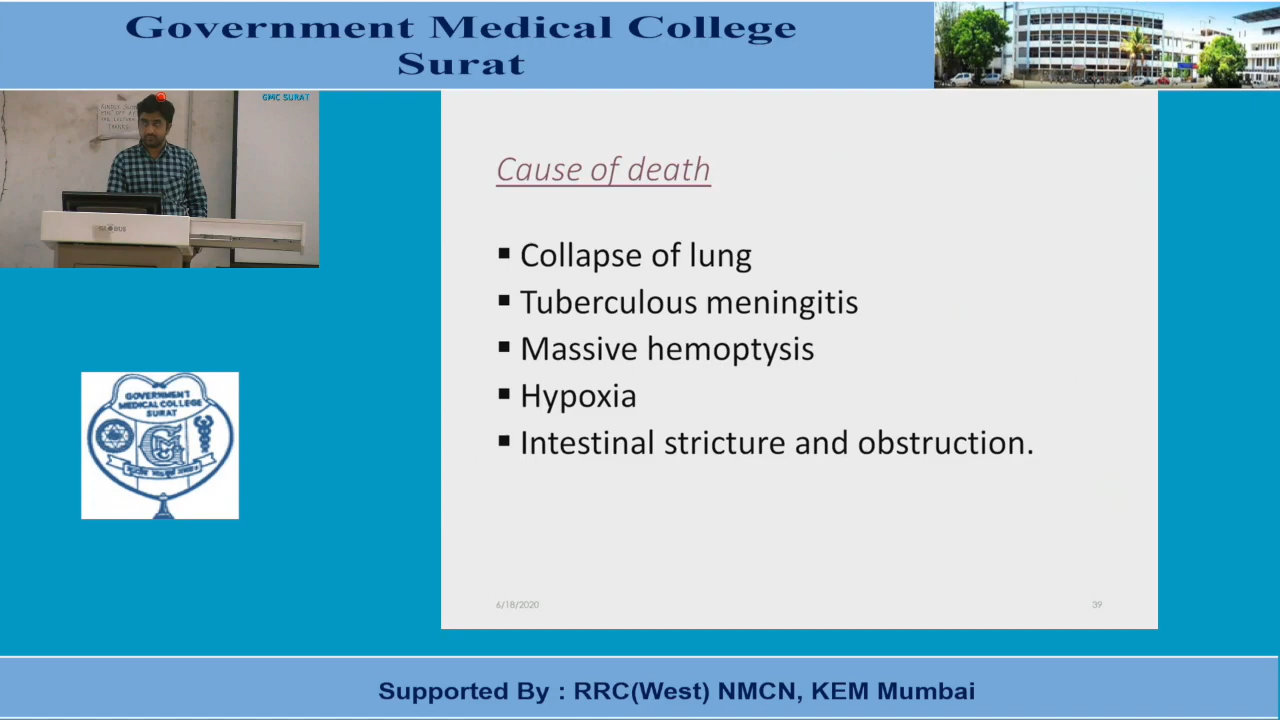 Government Medical College
Surat
GMC SURAT
Cause of death
▪ Collapse of lung
▪ Tuberculous meningitis
▪ Massive hemoptysis
▪ Hypoxia
▪ Intestinal stricture and obstruction.
6/18/2020
39
GOVERNMENT
MEDICAL COLLEGE
SURAT
Supported By : RRC(West) NMCN, KEM Mumbai